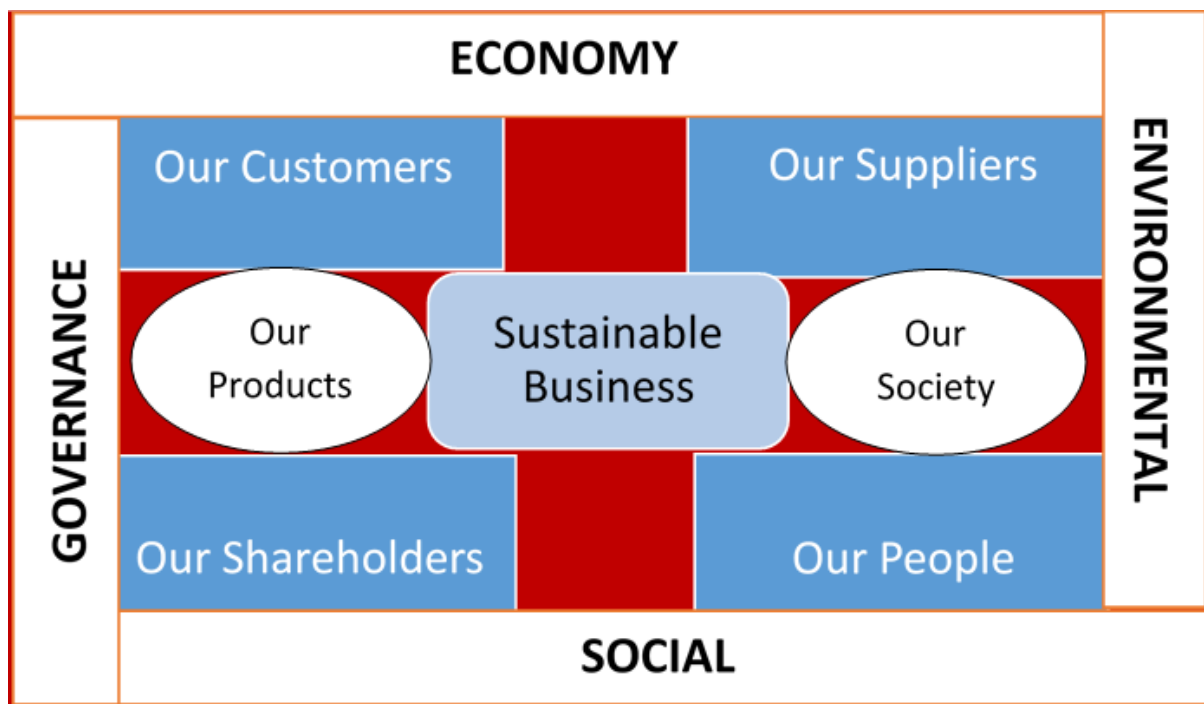 ECONOMY
GOVERNANCE
ENVIRONMENTAL
Our Customers
Our Suppliers
Our
Products
Sustainable
Business
Our
Society
Our Shareholders
Our People
SOCIAL